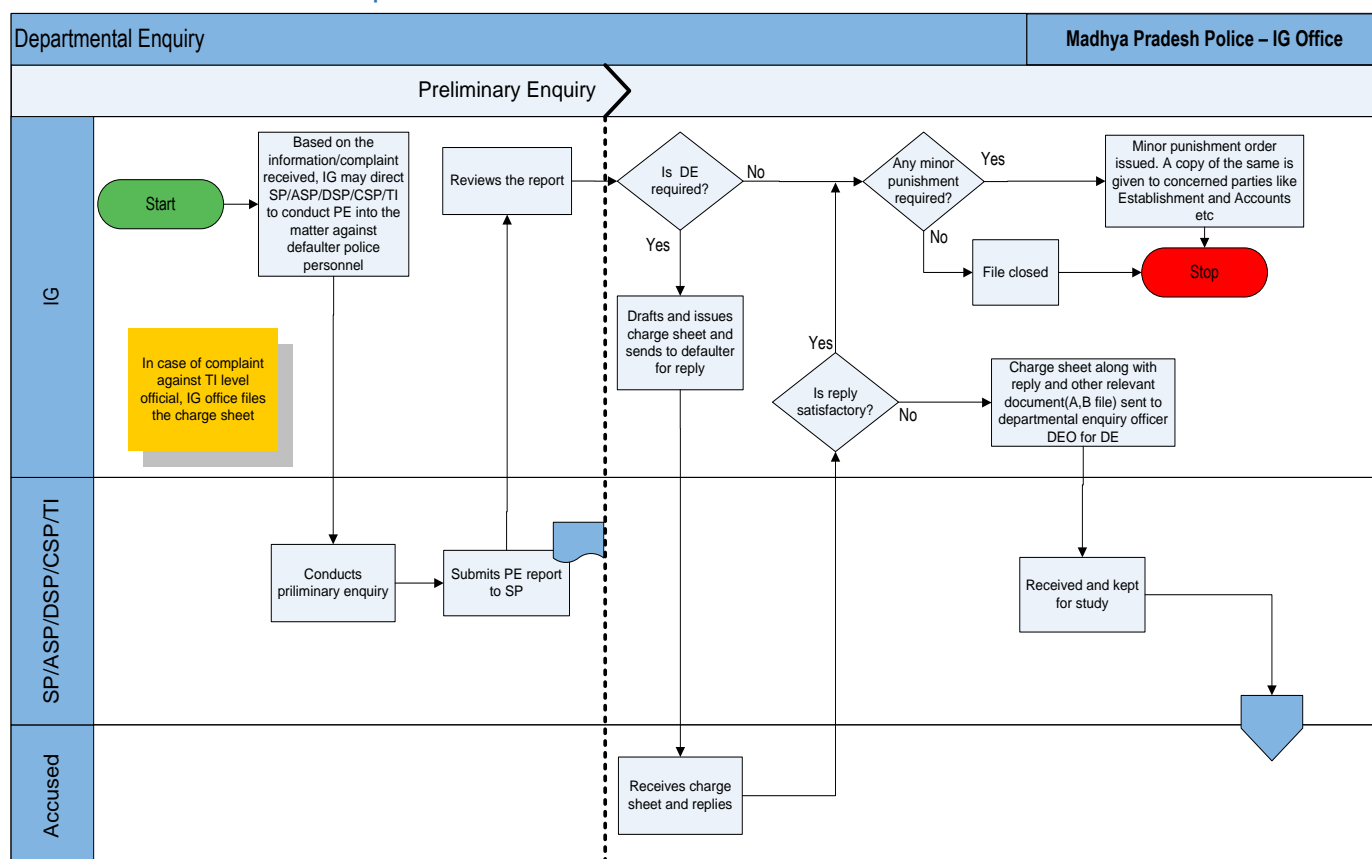 Departmental Enquiry
Madhya Pradesh Police – IG Office
Preliminary Enquiry
IG
Start
Based on the
information/complaint
received, IG may direct
SP/ASP/DSP/CSP/TI
to conduct PE into the
matter against
defaulter police
personnel
Reviews the report
Is DE
required?
No
Yes
Any minor
punishment
required?
Yes
No
Minor punishment order
issued. A copy of the same is
given to concerned parties like
Establishment and Accounts
etc
File closed
Stop
In case of complaint
against TI level
official, IG office files
the charge sheet
Drafts and issues
charge sheet and
sends to defaulter
for reply
Yes
Is reply
satisfactory?
No
Charge sheet along with
reply and other relevant
document(A,B file) sent to
departmental enquiry officer
DEO for DE
SP/ASP/DSP/CSP/TI
Conducts
priliminary enquiry
Submits PE report
to SP
Received and kept
for study
Accused
Receives charge
sheet and replies